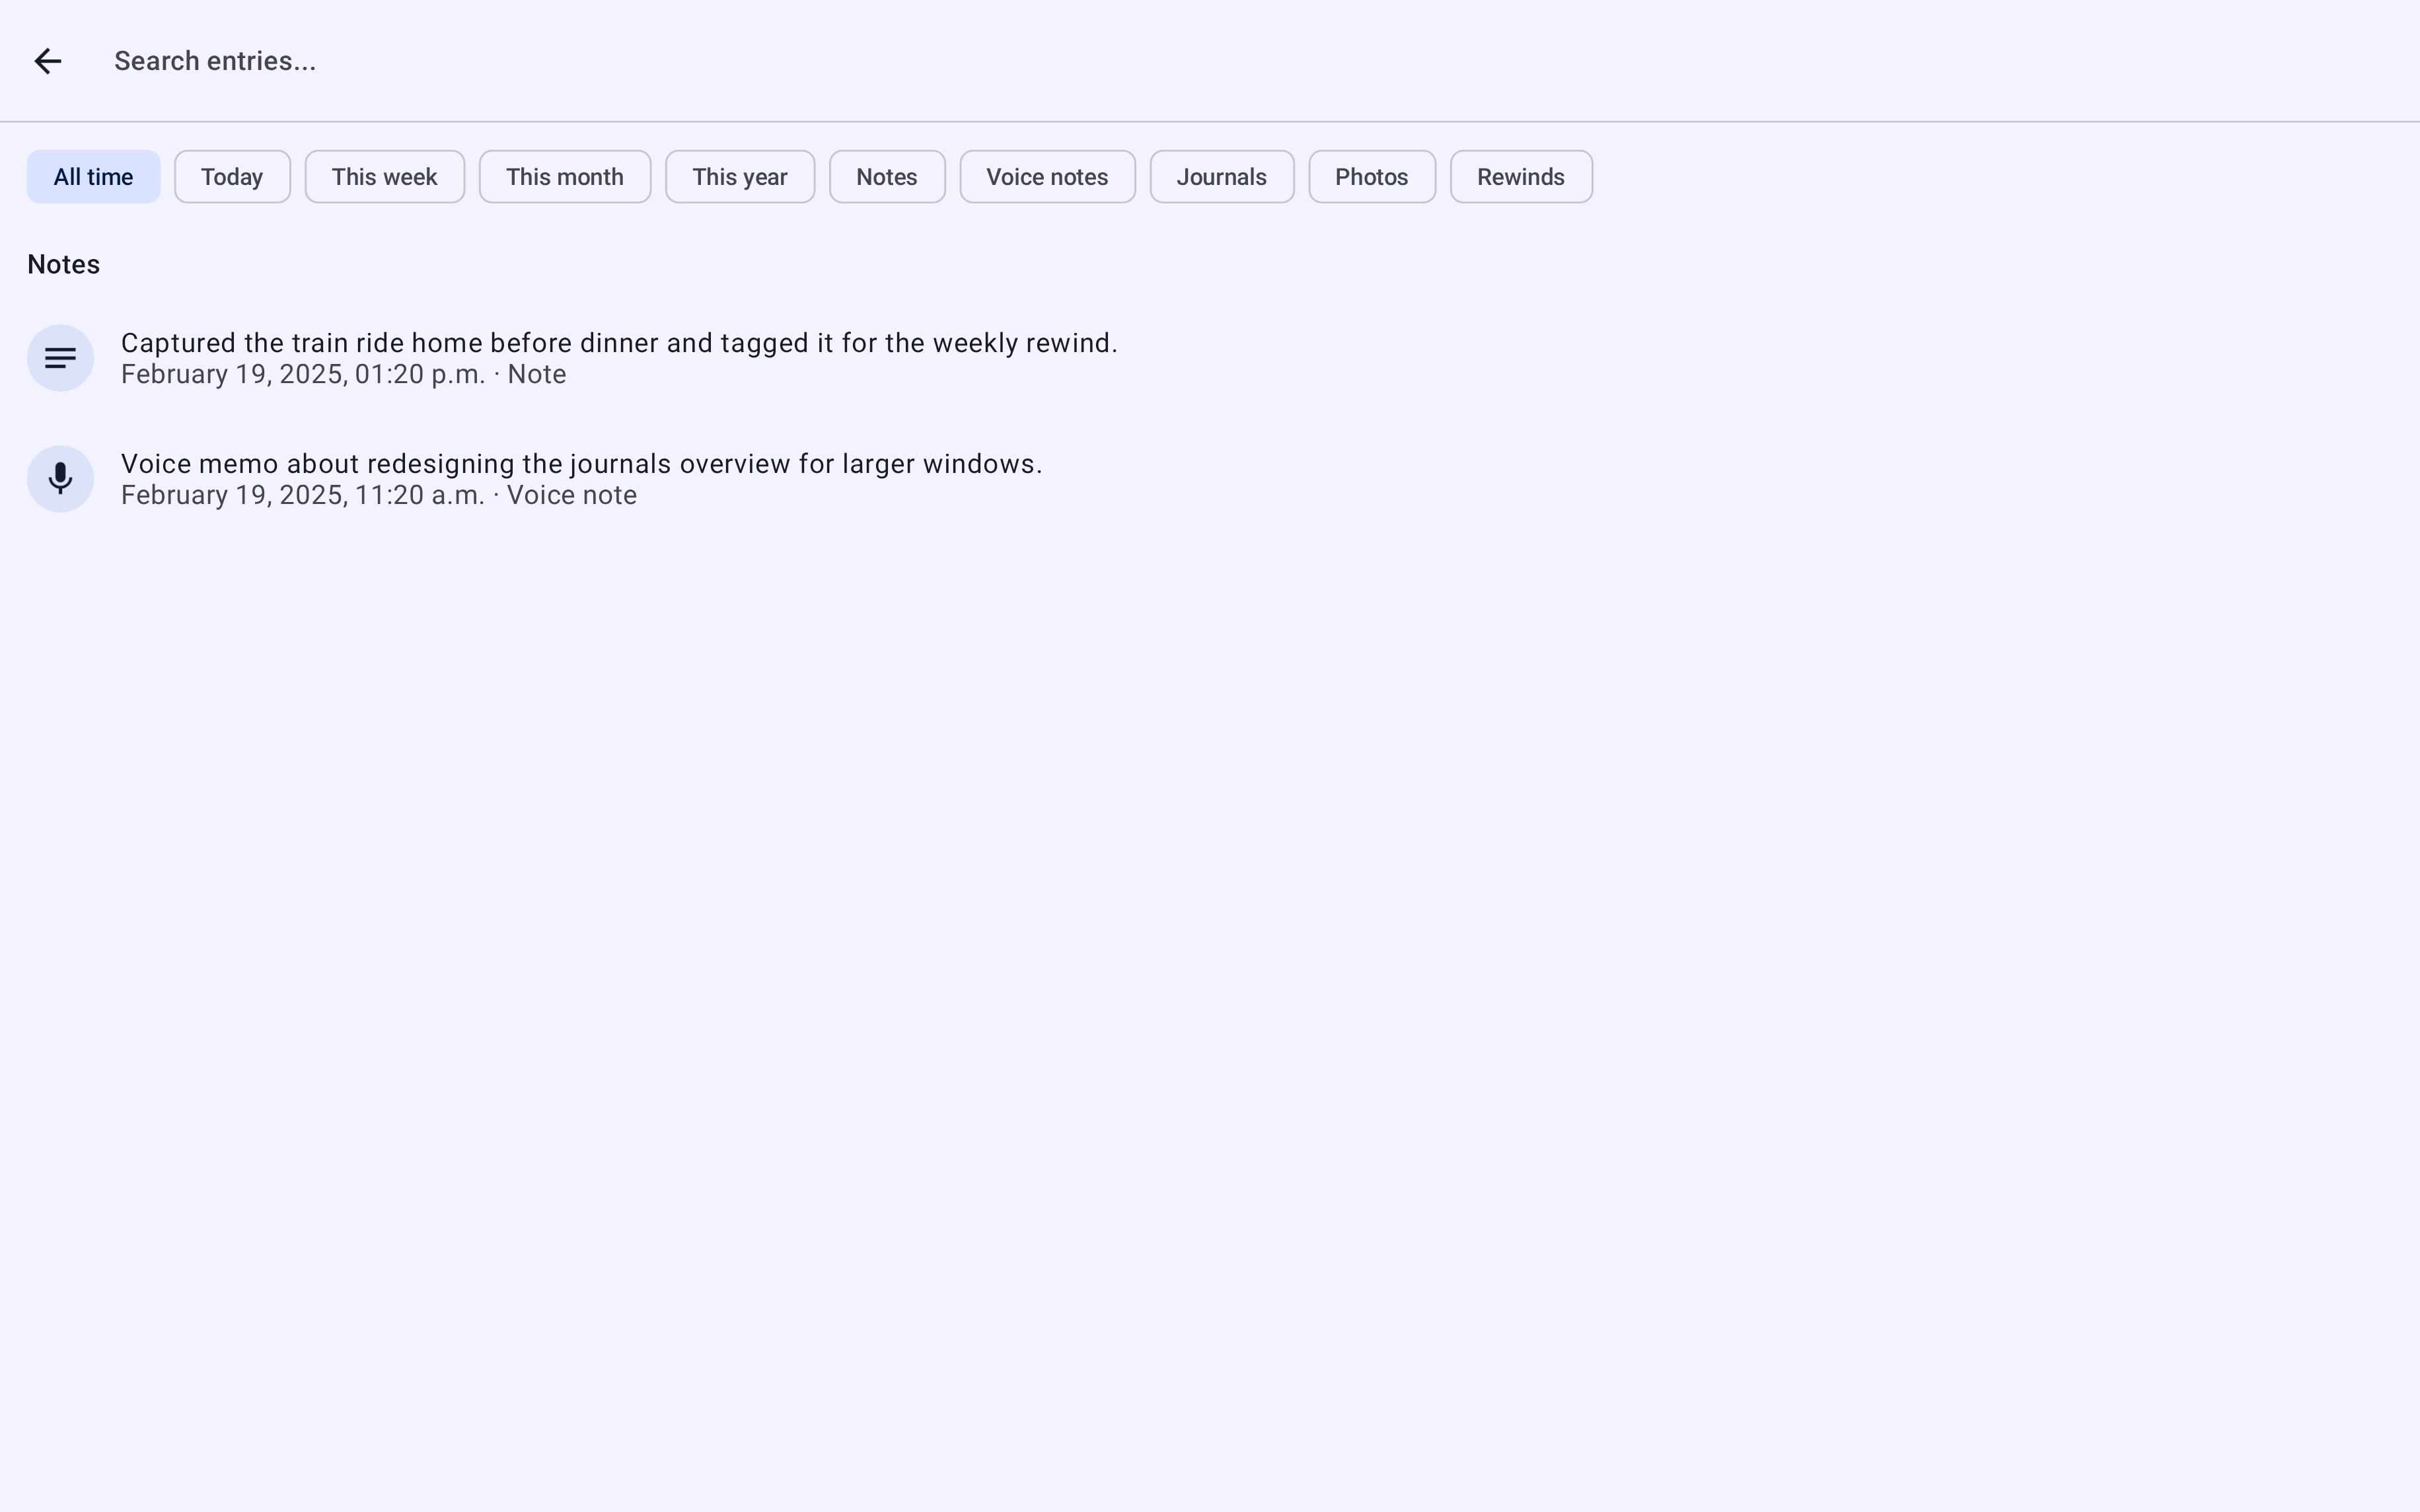 Search entries...
All time
Today
This week
This month
This year
Notes
Voice notes
Journals
Photos
Rewinds
Notes
Captured the train ride home before dinner and tagged it for the weekly rewind.
February 19, 2025, 01:20 p.m. · Note
Voice memo about redesigning the journals overview for larger windows.
February 19, 2025, 11:20 a.m. · Voice note